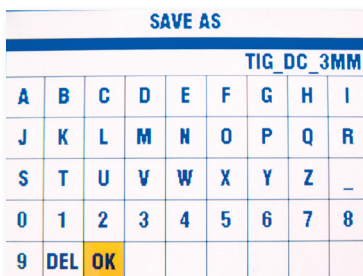 SAVE AS
TIG_DC_3MM
A B C D E F G H I
J K L M N O P Q R
S T U V W X Y Z _
0 1 2 3 4 5 6 7 8
9 DEL OK